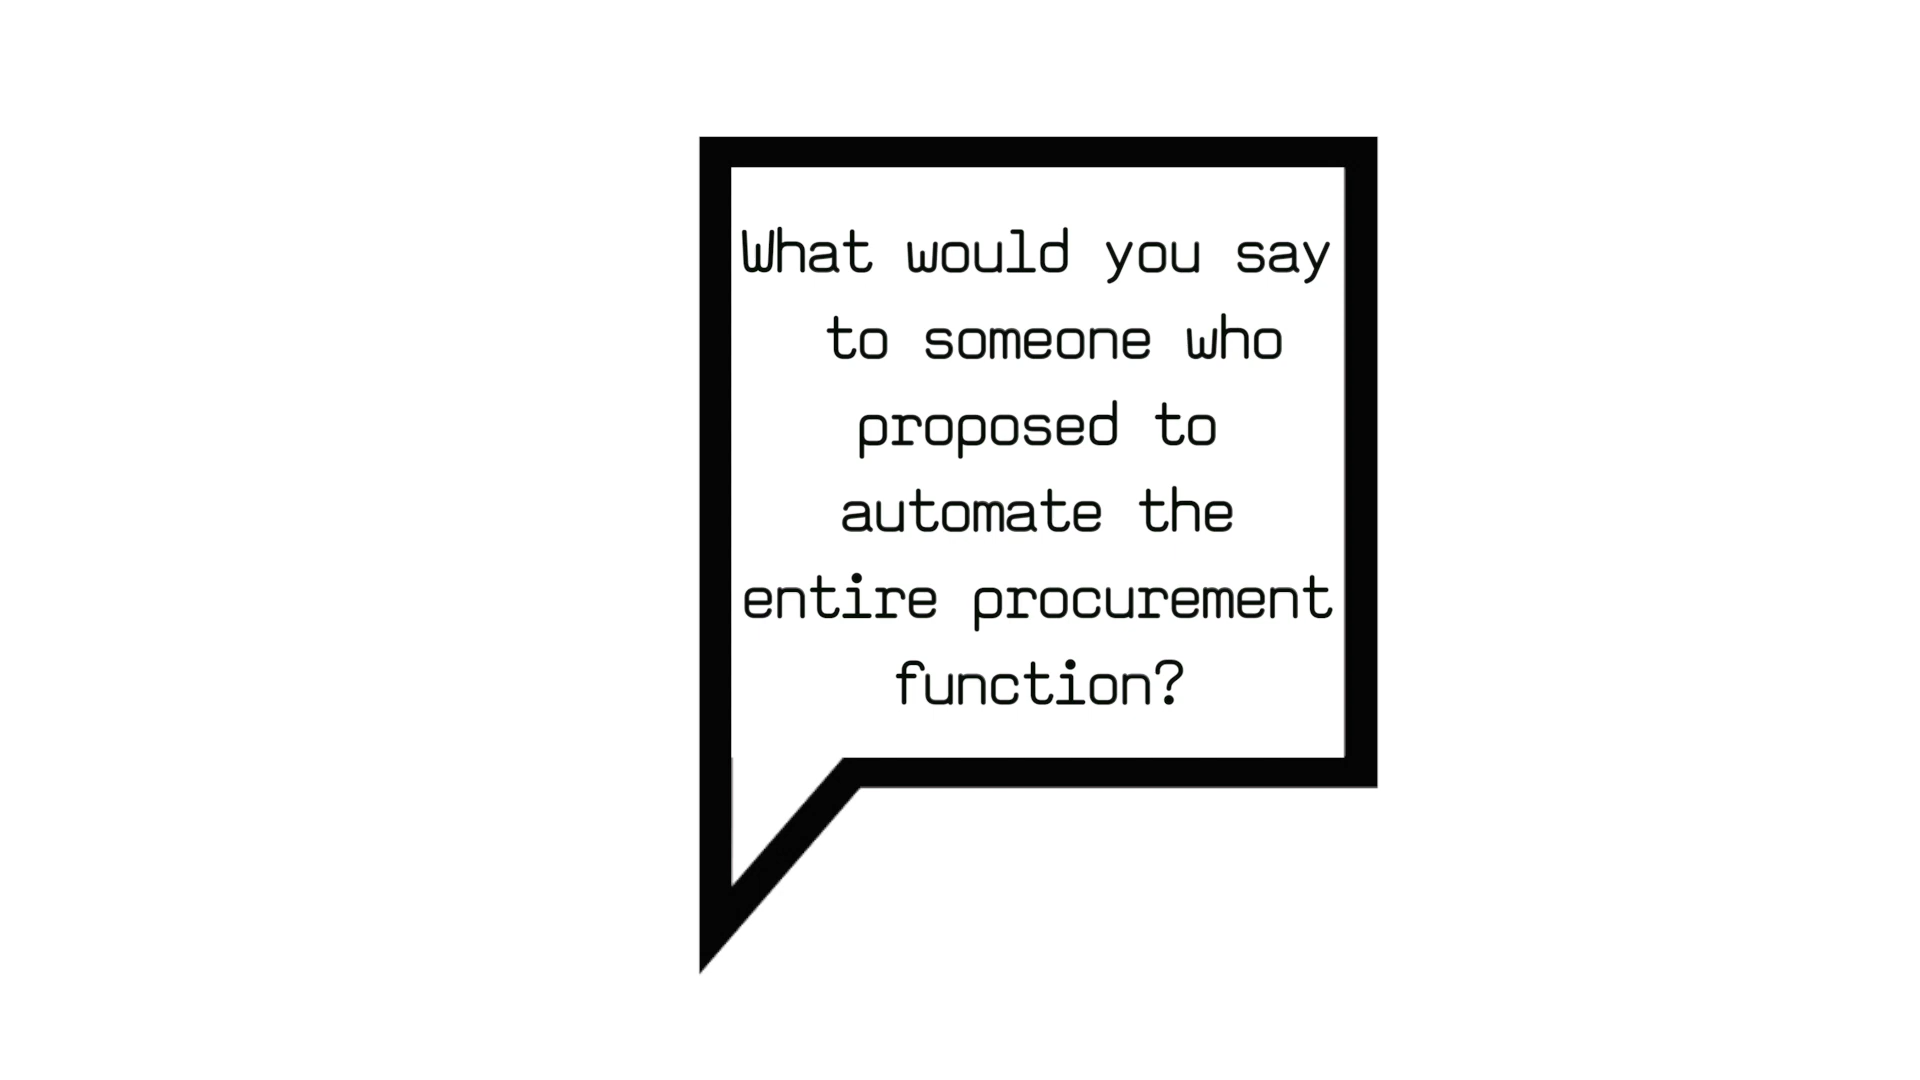 What would you say
to someone who
proposed to
automate the
entire procurement
function?